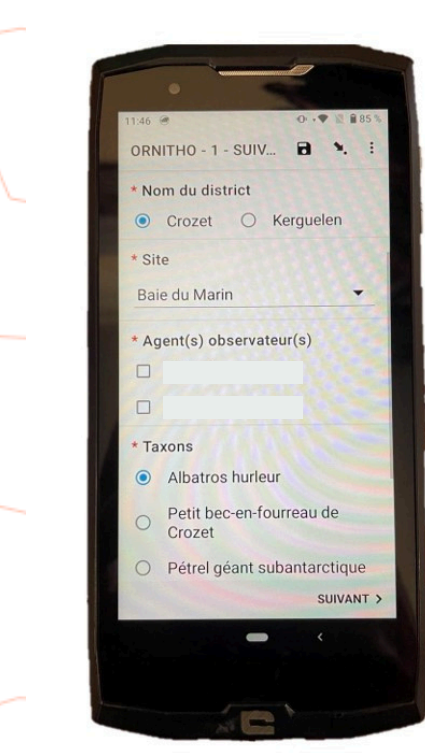 11:46
85 %
ORNITHO - 1 - SUIV...
* Nom du district
Crozet
Kerguelen
* Site
Baie du Marin
* Agent(s) observateur(s)
* Taxons
Albatros hurleur
Petit bec-en-fourreau de
Crozet
Pétrel géant subantarctique
SUIVANT